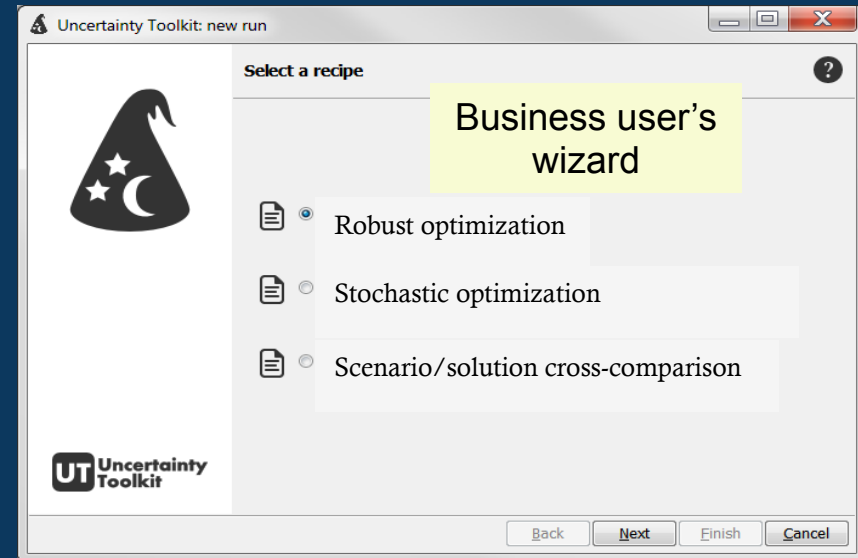 Uncertainty Toolkit: new run
Select a recipe
?
Business user's
wizard
Robust optimization
Stochastic optimization
Scenario/solution cross-comparison
UT Uncertainty
Toolkit
Back Next Finish Cancel